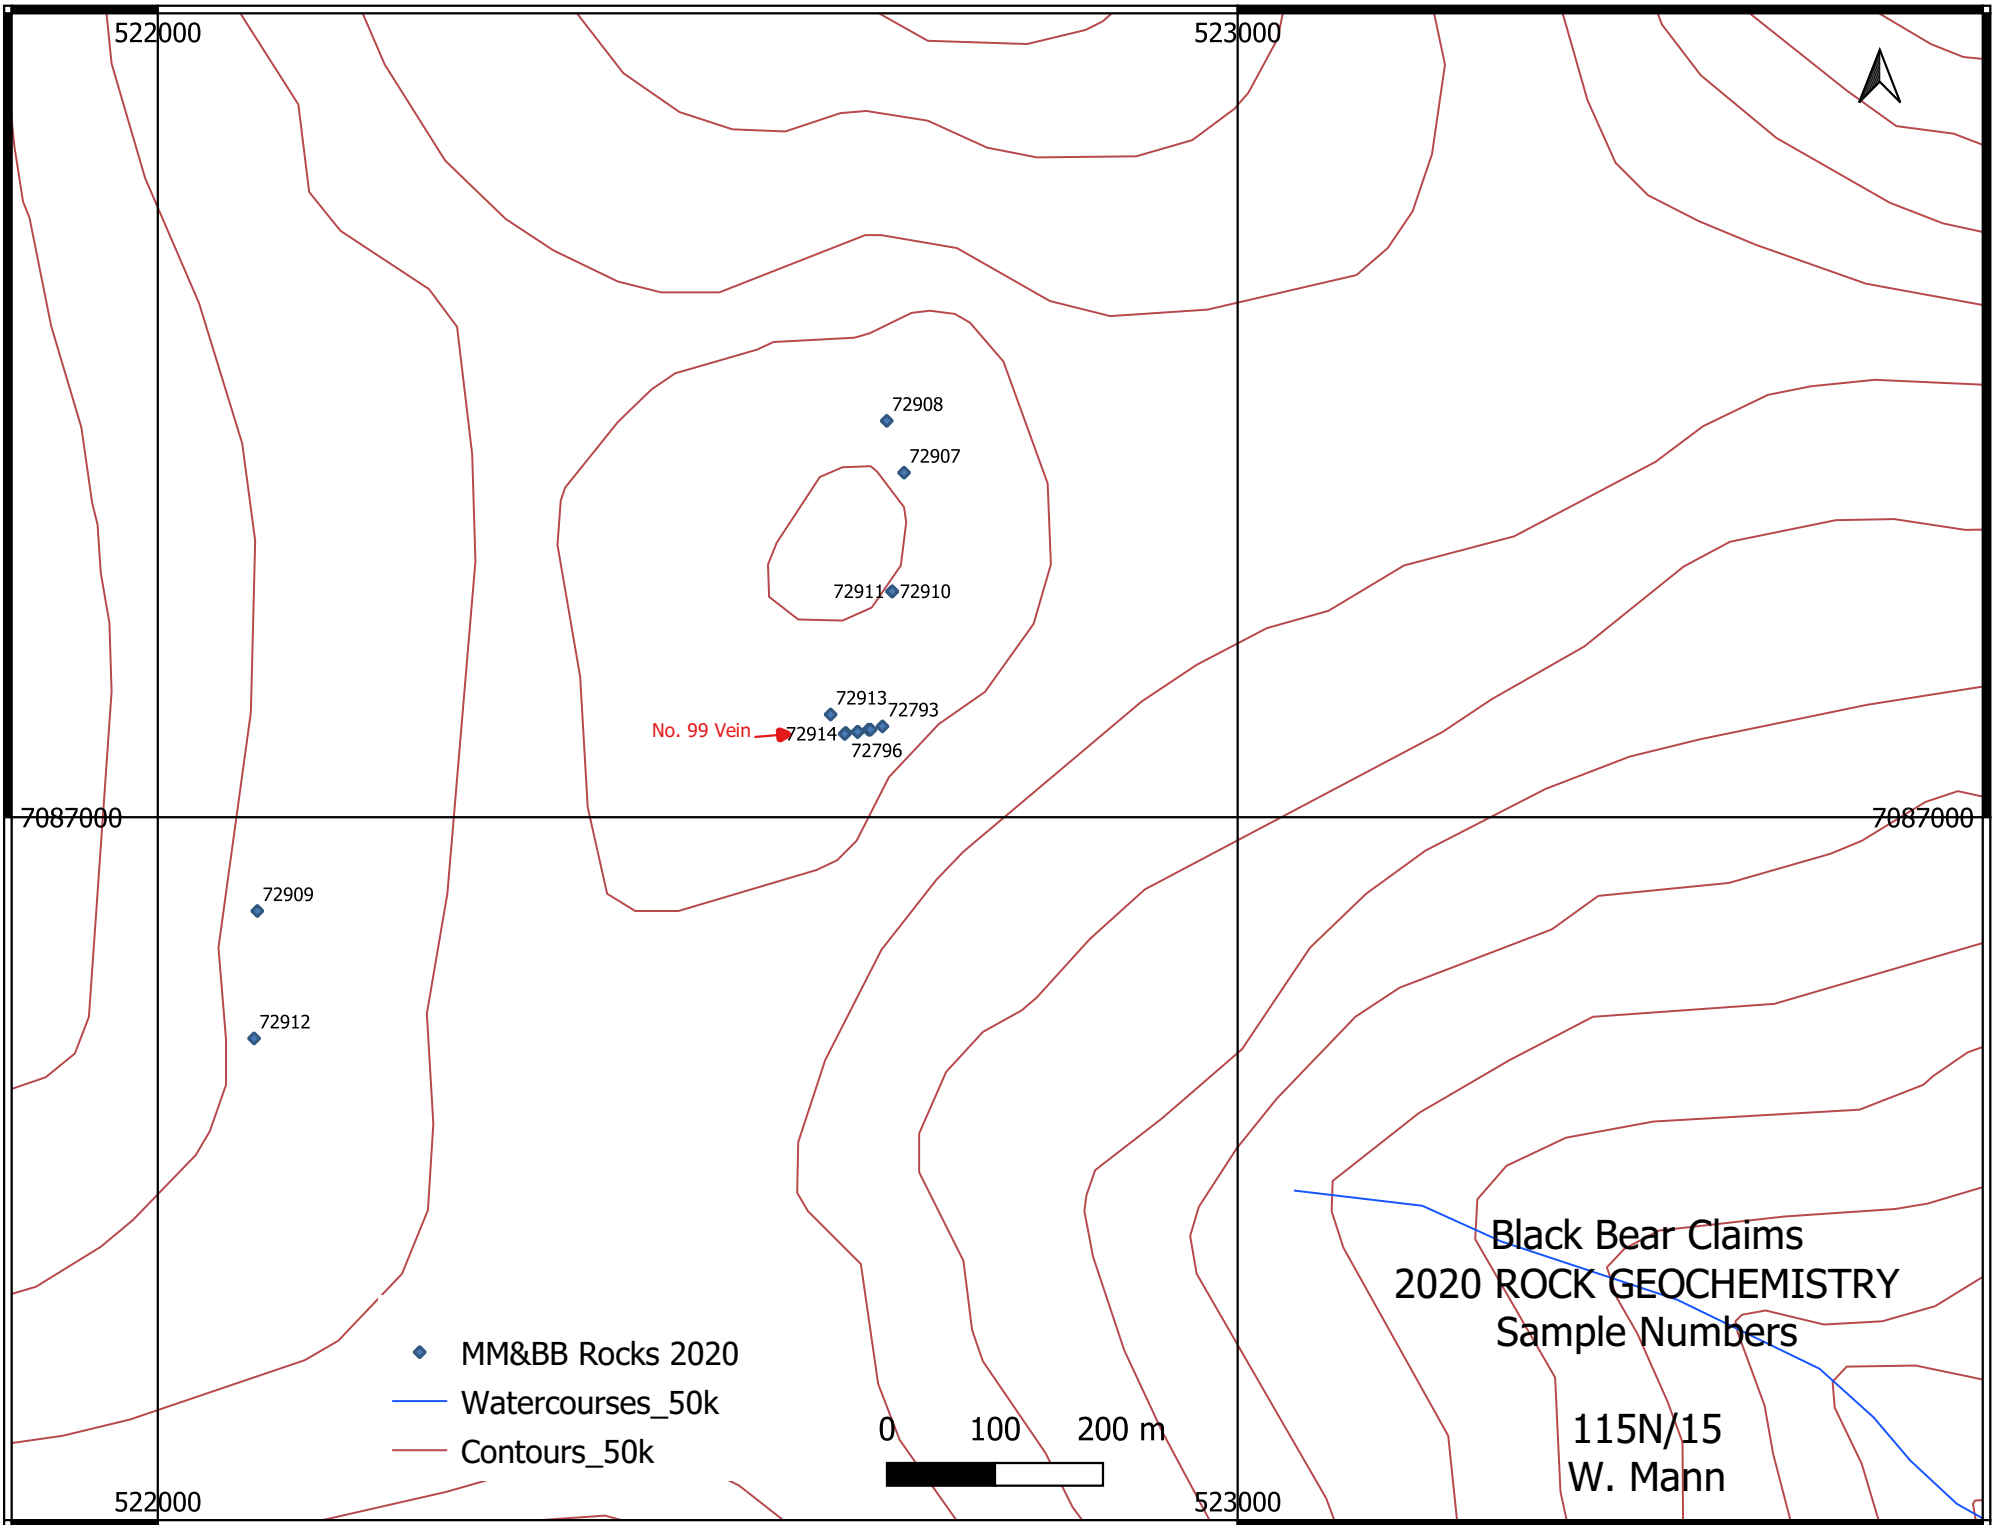 522000
523000
72908
72907
72911
72910
72913
72793
No. 99 Vein
72914
72796
7087000
7087000
72909
72912
Black Bear Claims
2020 ROCK GEOCHEMISTRY
Sample Numbers
115N/15
W. Mann
MM&BB Rocks 2020
Watercourses_50k
Contours_50k
0 100 200 m
522000
523000